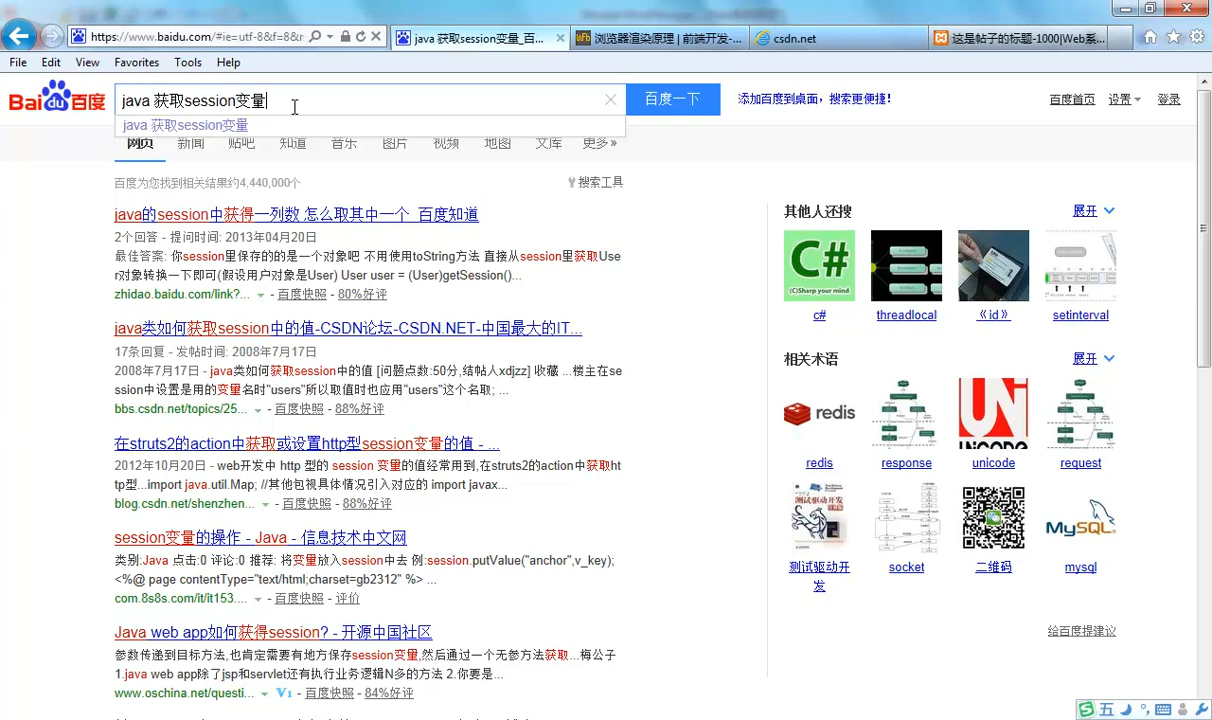 https://www.baidu.com/#ie=utf-8&f=8&r
java 获取session变量_百...
浏览器渲染原理 | 前端开发-...
csdn.net
这是帖子的标题-1000|Web系...
File Edit View Favorites Tools Help
Bai du 百度
java 获取session变量
百度一下
添加百度到桌面，搜索更便捷!
百度首页 设置 登录
java 获取session变量
网页 新闻 贴吧 知道 音乐 图片 视频 地图 文库 更多»
百度为您找到相关结果约4,440,000个
搜索工具
java的session中获得一列数 怎么取其中一个_百度知道
2个回答 - 提问时间: 2013年04月20日
最佳答案: 你session里保存的的是一个对象吧 不用使用toString方法 直接从session里获取Use
r对象转换一下即可(假设用户对象是User) User user = (User)getSession()...
zhidao.baidu.com/link?... - 百度快照 - 80%好评
java类如何获取session中的值-CSDN论坛-CSDN.NET-中国最大的IT...
17条回复 - 发帖时间: 2008年7月17日
2008年7月17日 - java类如何获取session中的值 [问题点数:50分,结帖人xdjzz] 收藏 ...楼主在se
ssion中设置是用的变量名时"users"所以取值时也应用"users"这个名取; ...
bbs.csdn.net/topics/25... - 百度快照 - 88%好评
在struts2的action中获取或设置http型session变量的值 - ...
2012年10月20日 - web开发中 http 型的 session 变量的值经常用到,在struts2的action中获取ht
tp型...import java.util.Map; //其他包视具体情况引入对应的 import javax...
blog.csdn.net/shenzhen... - 百度快照 - 88%好评
session变量的操作 - Java - 信息技术中文网
类别:Java 点击:0 评论:0 推荐: 将变量放入session中去 例:session.putValue("anchor",v_key);
<%@ page contentType="text/html;charset=gb2312" %> ...
com.8s8s.com/it/it153.... - 百度快照 - 评价
Java web app如何获得session? - 开源中国社区
参数传递到目标方法,也肯定需要有地方保存session变量,然后通过一个无参方法获取...梅公子
1.java web app除了jsp和servlet还有执行业务逻辑N多的方法 2.你要是...
www.oschina.net/questi... V1 - 百度快照 - 84%好评
其他人还搜 展开
C#
(C)Sharp your mind
c# threadlocal 《id》 setinterval
相关术语 展开
redis
UNi
UNICODE
redis response unicode request
测试驱动开发
MySQL
测试驱动开 socket 二维码 mysql
发
给百度提建议
五